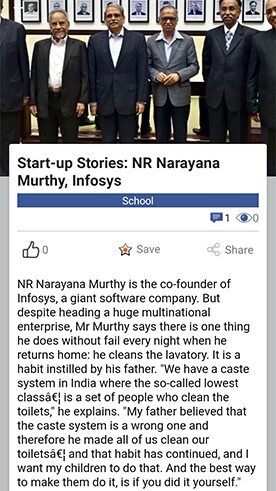 Start-up Stories: NR Narayana
Murthy, Infosys
School
1 0
0 Save Share
NR Narayana Murthy is the co-founder of
Infosys, a giant software company. But
despite heading a huge multinational
enterprise, Mr Murthy says there is one thing
he does without fail every night when he
returns home: he cleans the lavatory. It is a
habit instilled by his father. "We have a caste
system in India where the so-called lowest
classâ€¦ is a set of people who clean the
toilets," he explains. "My father believed that
the caste system is a wrong one and
therefore he made all of us clean our
toiletsâ€¦ and that habit has continued, and I
want my children to do that. And the best way
to make them do it, is if you did it yourself."